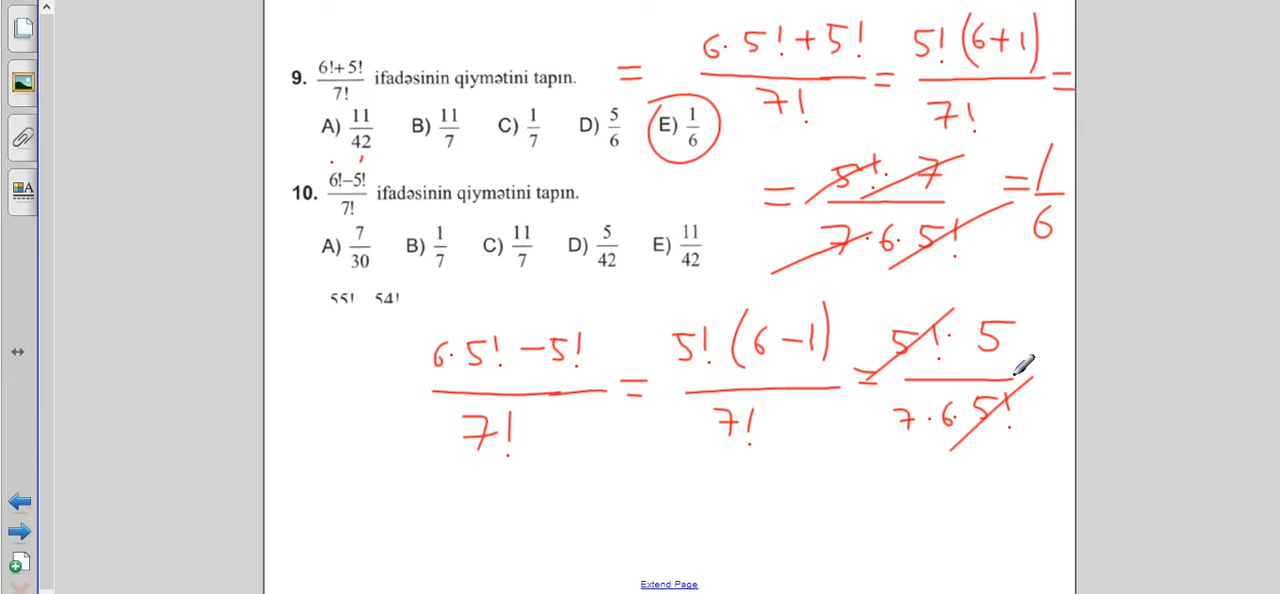 9. 6!+5!/7! ifadəsinin qiymətini tapın. = 6·5!+5!/7! = 5!(6+1)/7! =
A) 11/42 B) 11/7 C) 1/7 D) 5/6 E) 1/6
= 5!·7/7·6·5! = 1/6
10. 6!–5!/7! ifadəsinin qiymətini tapın.
A) 7/30 B) 1/7 C) 11/7 D) 5/42 E) 11/42
55! 54!
6·5!–5!/7! = 5!(6–1)/7! = 5!·5/7·6·5!
Extend Page